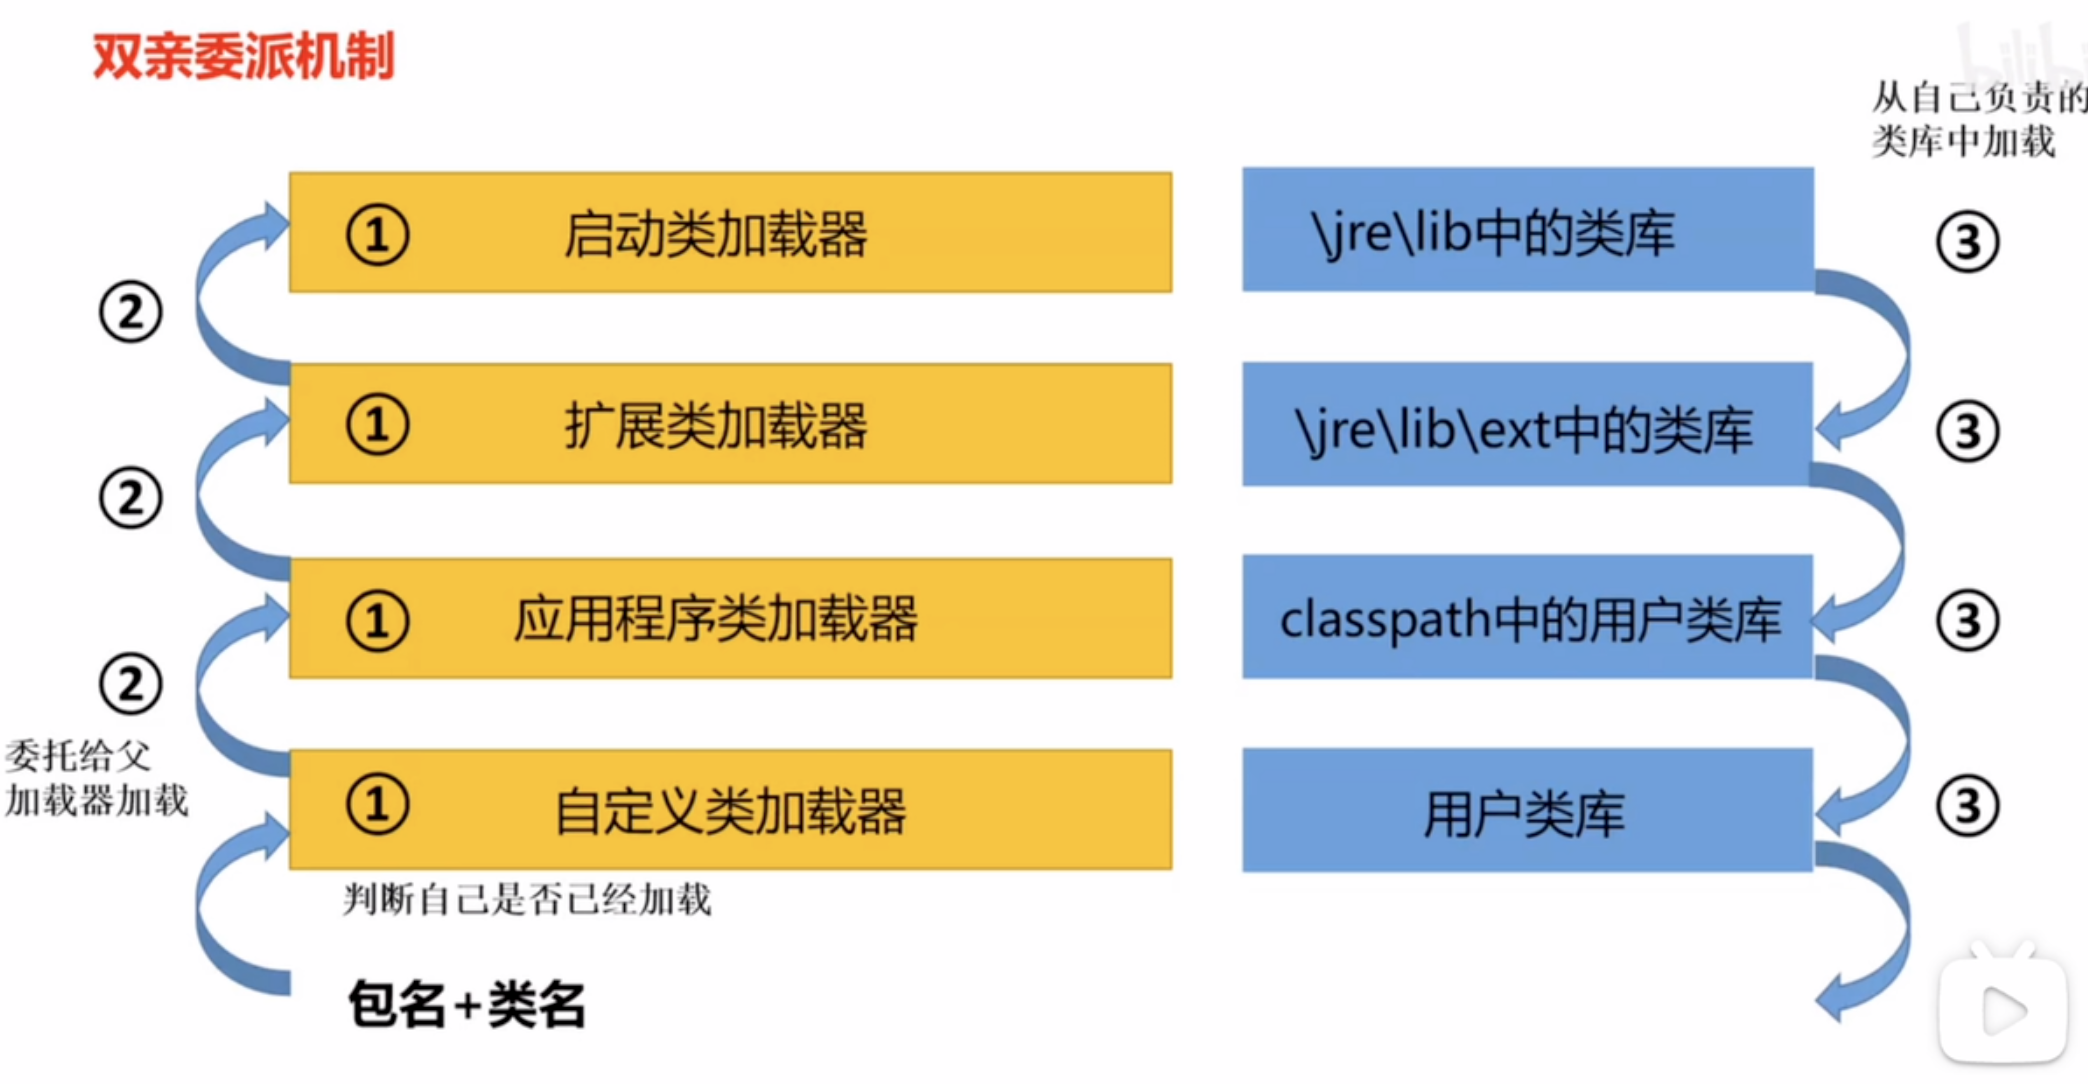 双亲委派机制
bilibi
从自己负责的
类库中加载
① 启动类加载器
\jre\lib中的类库
③
②
① 扩展类加载器
\jre\lib\ext中的类库
③
②
① 应用程序类加载器
classpath中的用户类库
③
②
委托给父
加载器加载
① 自定义类加载器
用户类库
③
判断自己是否已经加载
包名+类名